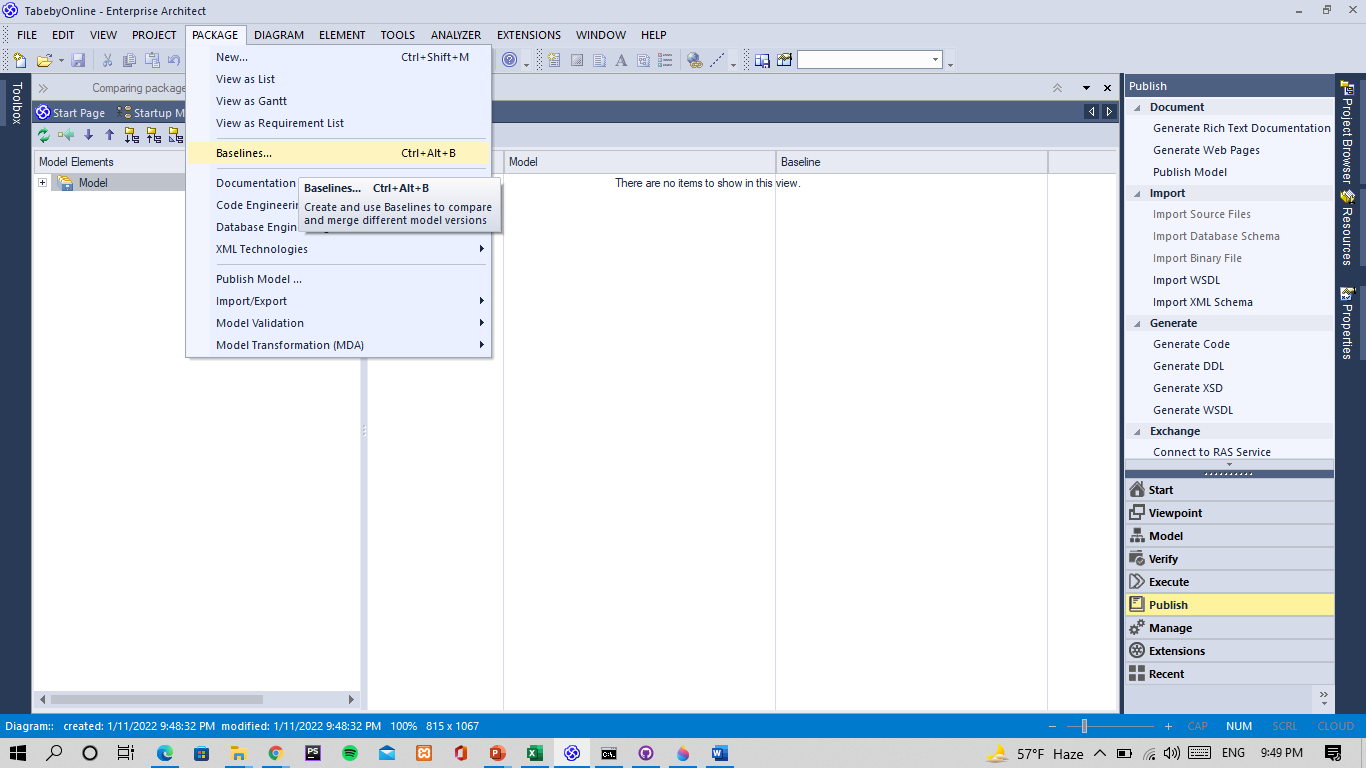 TabebyOnline - Enterprise Architect
FILE EDIT VIEW PROJECT PACKAGE DIAGRAM ELEMENT TOOLS ANALYZER EXTENSIONS WINDOW HELP
Toolbox
Comparing package
Start Page Startup M
Model Elements
Model
New... Ctrl+Shift+M
View as List
View as Gantt
View as Requirement List
Baselines... Ctrl+Alt+B
Documentation
Code Engineerin
Database Engin
XML Technologies
Publish Model ...
Import/Export
Model Validation
Model Transformation (MDA)
Baselines... Ctrl+Alt+B
Create and use Baselines to compare
and merge different model versions
Model Baseline
There are no items to show in this view.
Publish
Document
Generate Rich Text Documentation
Generate Web Pages
Publish Model
Import
Import Source Files
Import Database Schema
Import Binary File
Import WSDL
Import XML Schema
Generate
Generate Code
Generate DDL
Generate XSD
Generate WSDL
Exchange
Connect to RAS Service
Start
Viewpoint
Model
Verify
Execute
Publish
Manage
Extensions
Recent
Project Browser
Resources
Properties
Diagram:: created: 1/11/2022 9:48:32 PM modified: 1/11/2022 9:48:32 PM 100% 815 x 1067
CAP NUM SCRL CLOUD
57°F Haze ENG 9:49 PM